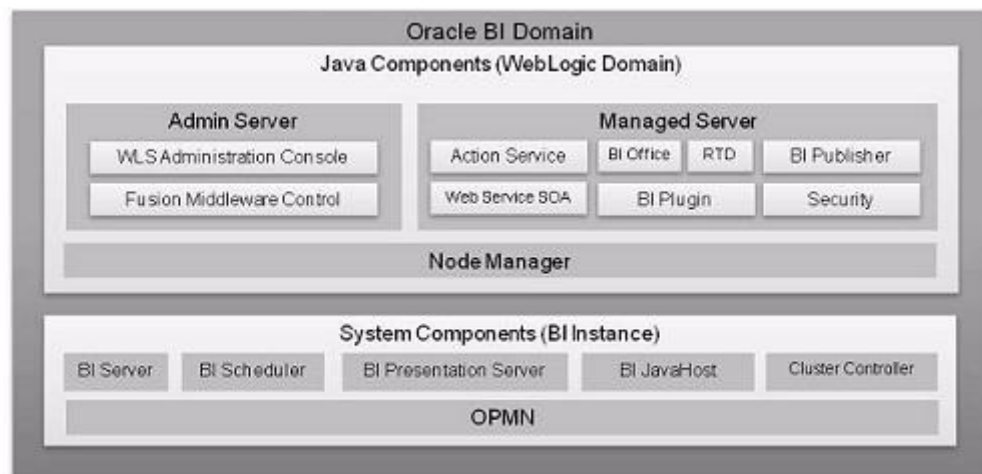 Oracle BI Domain
Java Components (WebLogic Domain)
Admin Server
WLS Administration Console
Fusion Middleware Control
Managed Server
Action Service
BI Office
RTD
BI Publisher
Web Service SOA
BI Plugin
Security
Node Manager
System Components (BI Instance)
BI Server
BI Scheduler
BI Presentation Server
BI JavaHost
Cluster Controller
OPMN